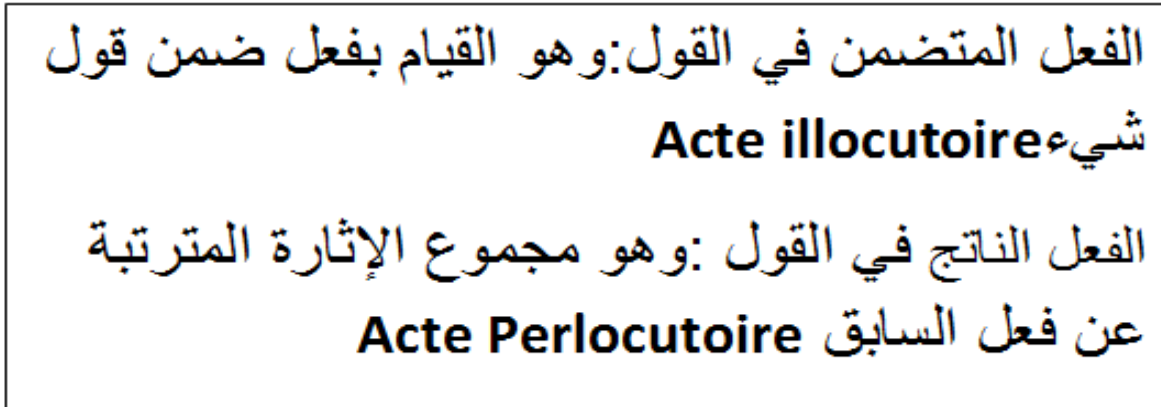 الفعل المتضمن في القول:وهو القيام بفعل ضمن قول
شيءActe illocutoire
الفعل الناتج في القول :وهو مجموع الإثارة المترتبة
عن فعل السابق Acte Perlocutoire